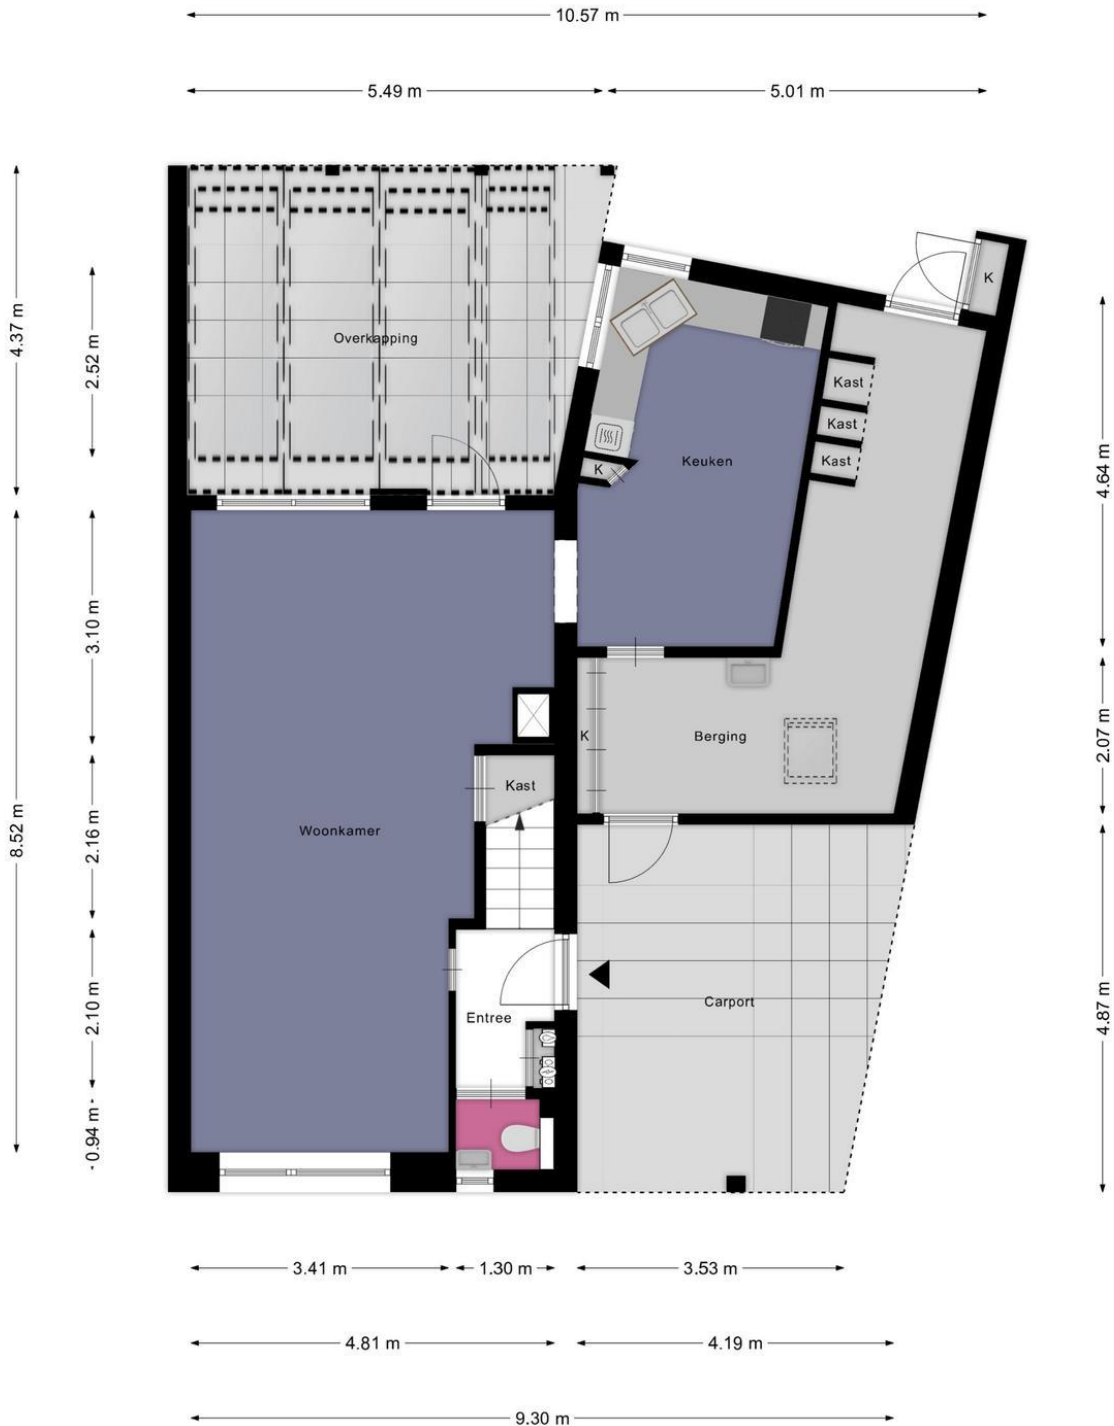 10.57 m
5.49 m
5.01 m
4.37 m
2.52 m
K
Overkapping
Kast
Kast
Kast
K
Keuken
4.64 m
3.10 m
8.52 m
K
Berging
2.07 m
Kast
Woonkamer
2.16 m
2.10 m
Entree
Carport
4.87 m
0.94 m
3.41 m
1.30 m
3.53 m
4.81 m
4.19 m
9.30 m